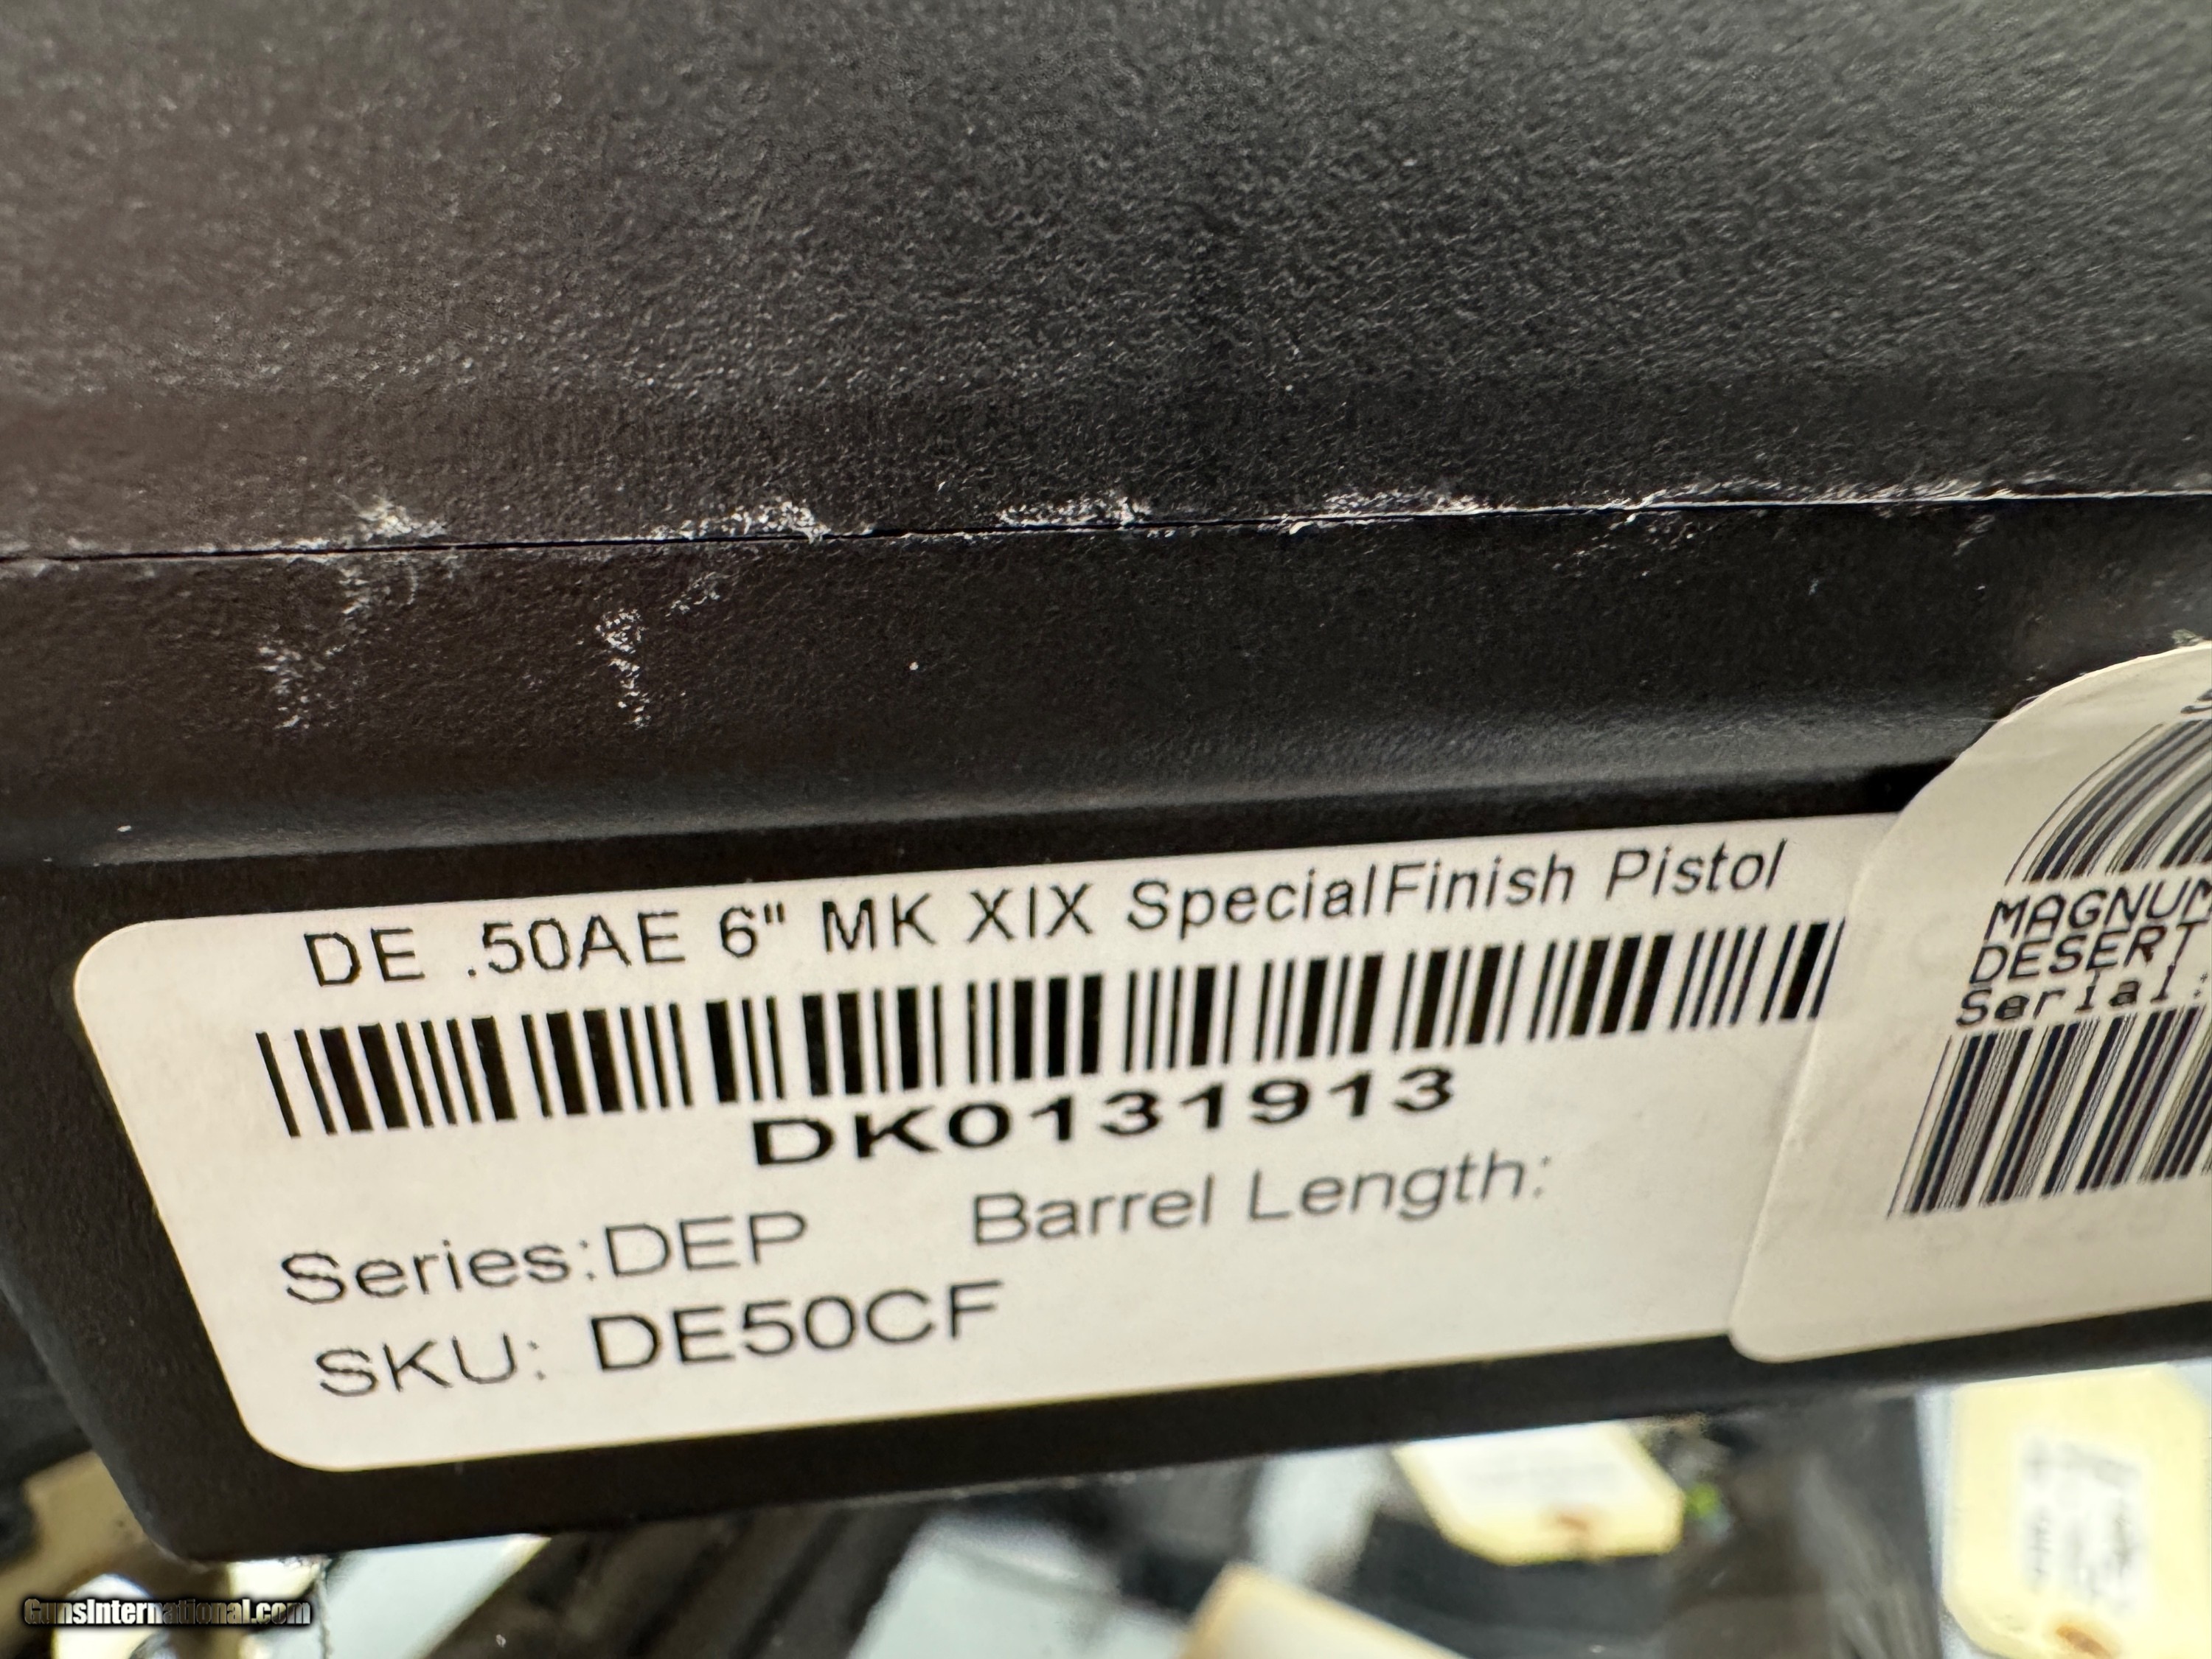 DE .50AE 6" MK XIX SpecialFinish Pistol
DK0131913
Series:DEP Barrel Length:
SKU: DE50CF
MAGNUM
DESERT
Serial:
GunsInternational.com